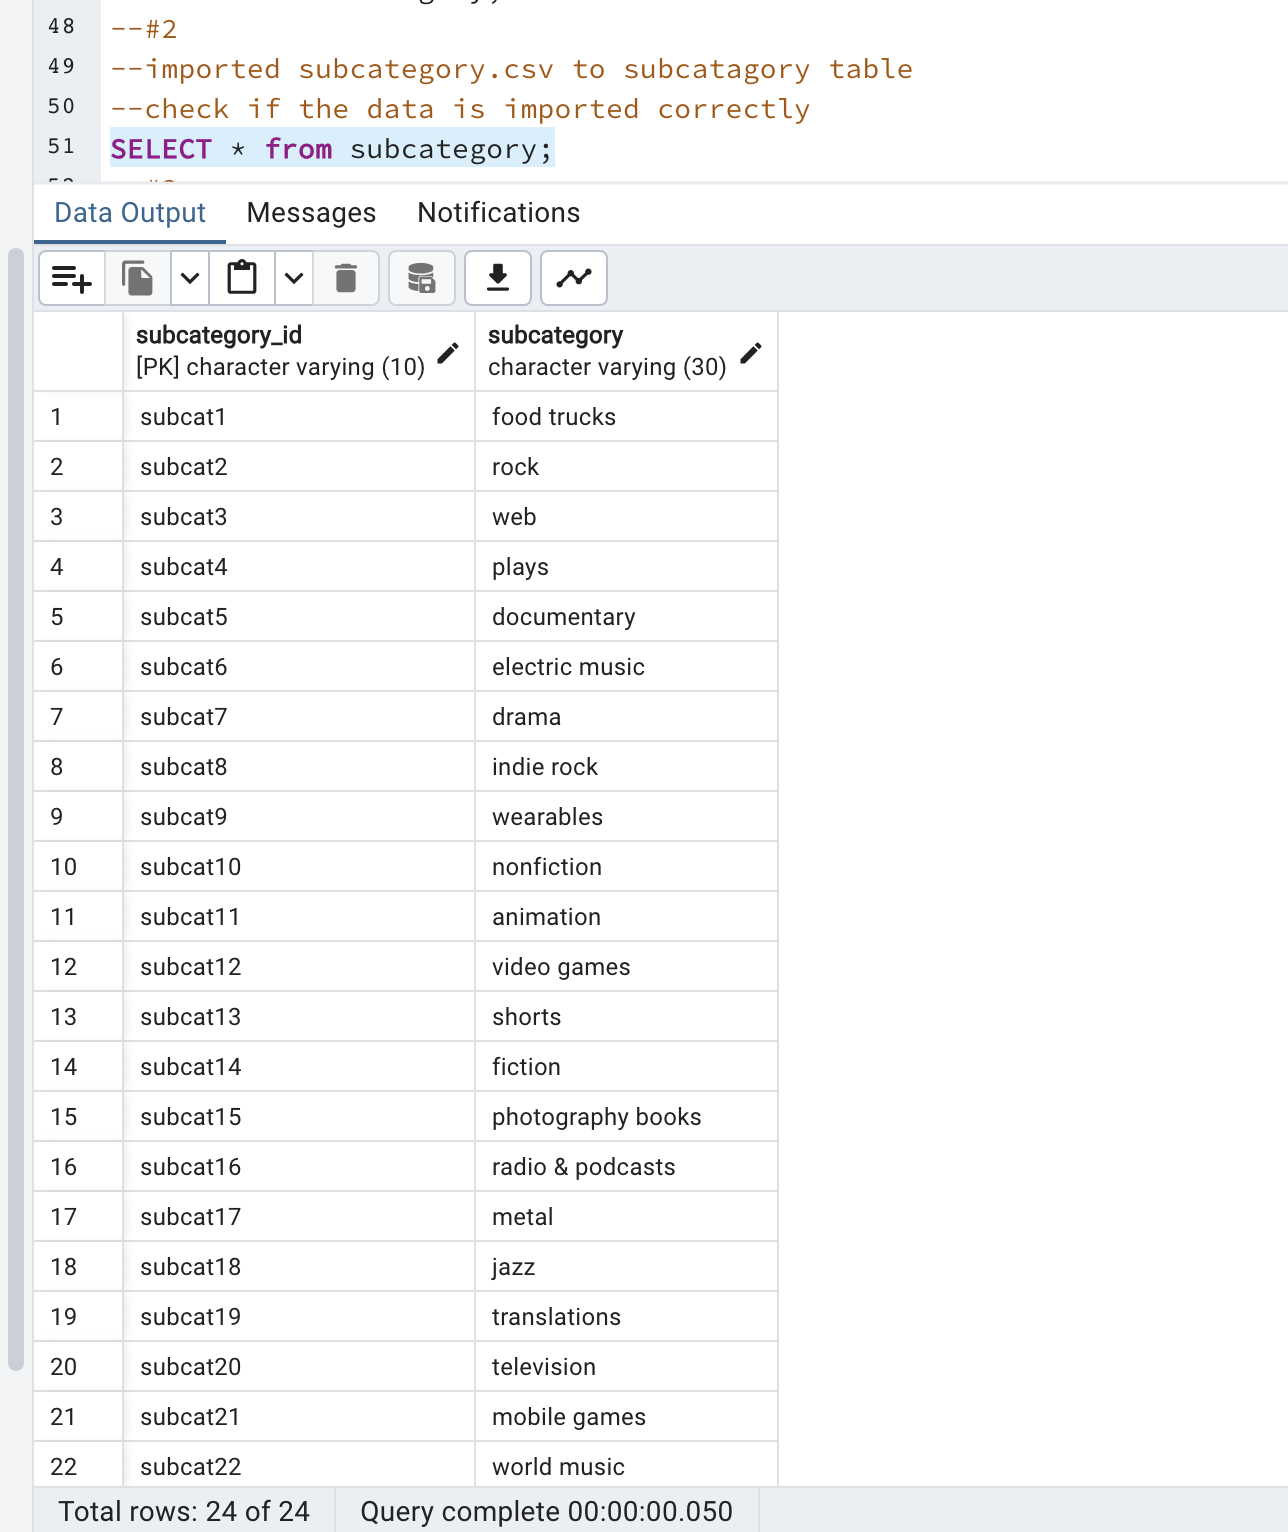 48 --#2
49 --imported subcategory.csv to subcatagory table
50 --check if the data is imported correctly
51 SELECT * from subcategory;
Data Output Messages Notifications
subcategory_id subcategory
[PK] character varying (10) character varying (30)
1 subcat1 food trucks
2 subcat2 rock
3 subcat3 web
4 subcat4 plays
5 subcat5 documentary
6 subcat6 electric music
7 subcat7 drama
8 subcat8 indie rock
9 subcat9 wearables
10 subcat10 nonfiction
11 subcat11 animation
12 subcat12 video games
13 subcat13 shorts
14 subcat14 fiction
15 subcat15 photography books
16 subcat16 radio & podcasts
17 subcat17 metal
18 subcat18 jazz
19 subcat19 translations
20 subcat20 television
21 subcat21 mobile games
22 subcat22 world music
Total rows: 24 of 24 Query complete 00:00:00.050